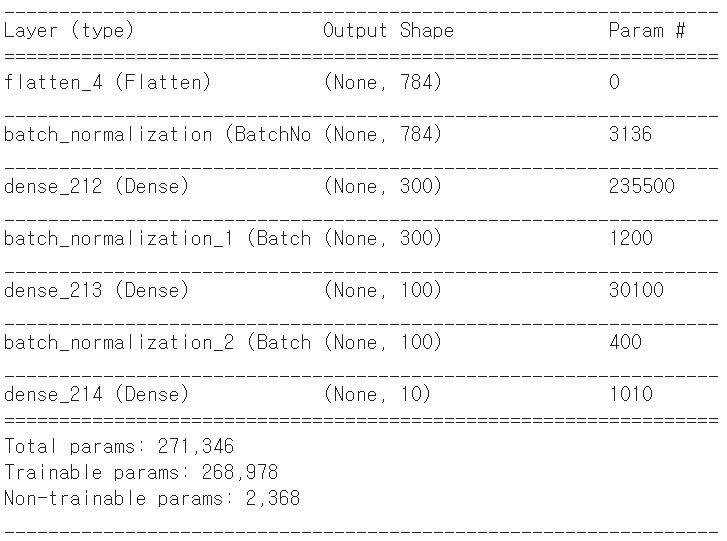 _________________________________________________________________
Layer (type)                 Output Shape              Param #
=================================================================
flatten_4 (Flatten)          (None, 784)               0
_________________________________________________________________
batch_normalization (BatchNo (None, 784)               3136
_________________________________________________________________
dense_212 (Dense)            (None, 300)               235500
_________________________________________________________________
batch_normalization_1 (Batch (None, 300)               1200
_________________________________________________________________
dense_213 (Dense)            (None, 100)               30100
_________________________________________________________________
batch_normalization_2 (Batch (None, 100)               400
_________________________________________________________________
dense_214 (Dense)            (None, 10)                1010
=================================================================
Total params: 271,346
Trainable params: 268,978
Non-trainable params: 2,368
_________________________________________________________________